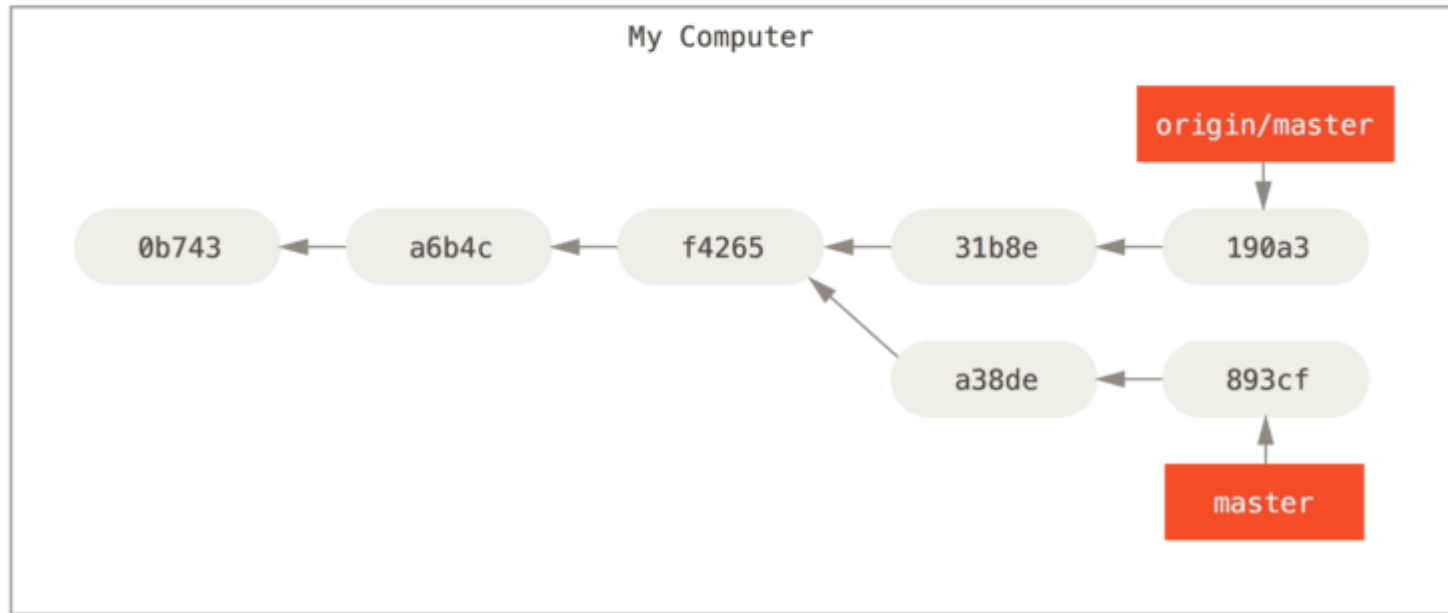 My Computer
origin/master
0b743 a6b4c f4265 31b8e 190a3
a38de 893cf
master